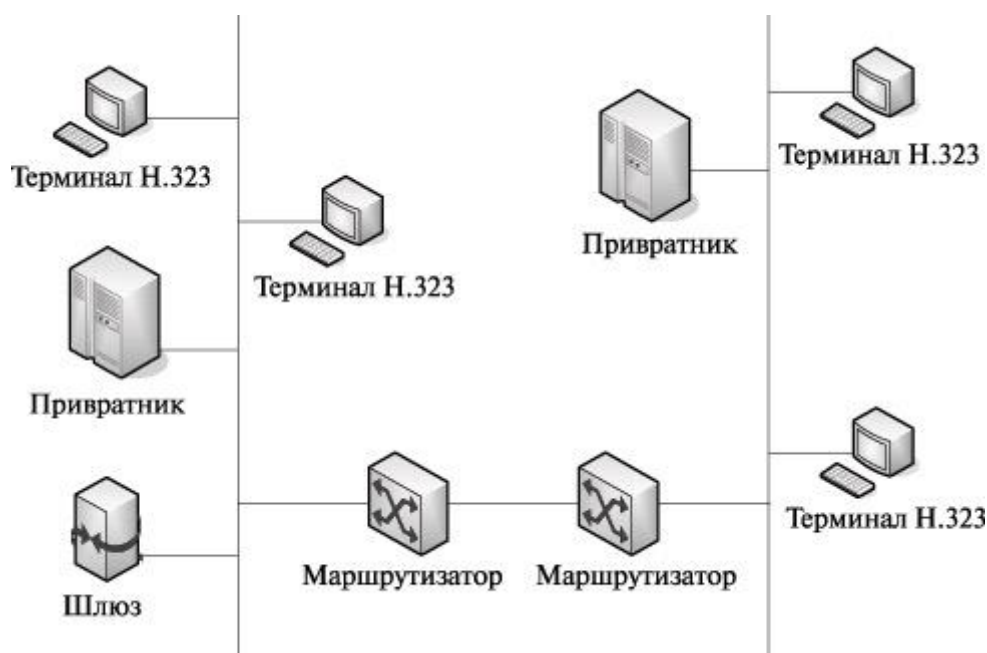 Терминал Н.323
Терминал Н.323
Привратник
Терминал Н.323
Привратник
Терминал Н.323
Шлюз
Маршрутизатор
Маршрутизатор